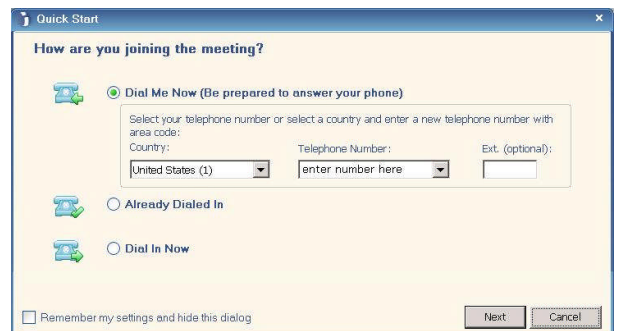 Quick Start
How are you joining the meeting?
Dial Me Now (Be prepared to answer your phone)
Select your telephone number or select a country and enter a new telephone number with
area code:
Country: Telephone Number: Ext. (optional):
United States (1) enter number here
Already Dialed In
Dial In Now
Remember my settings and hide this dialog Next Cancel